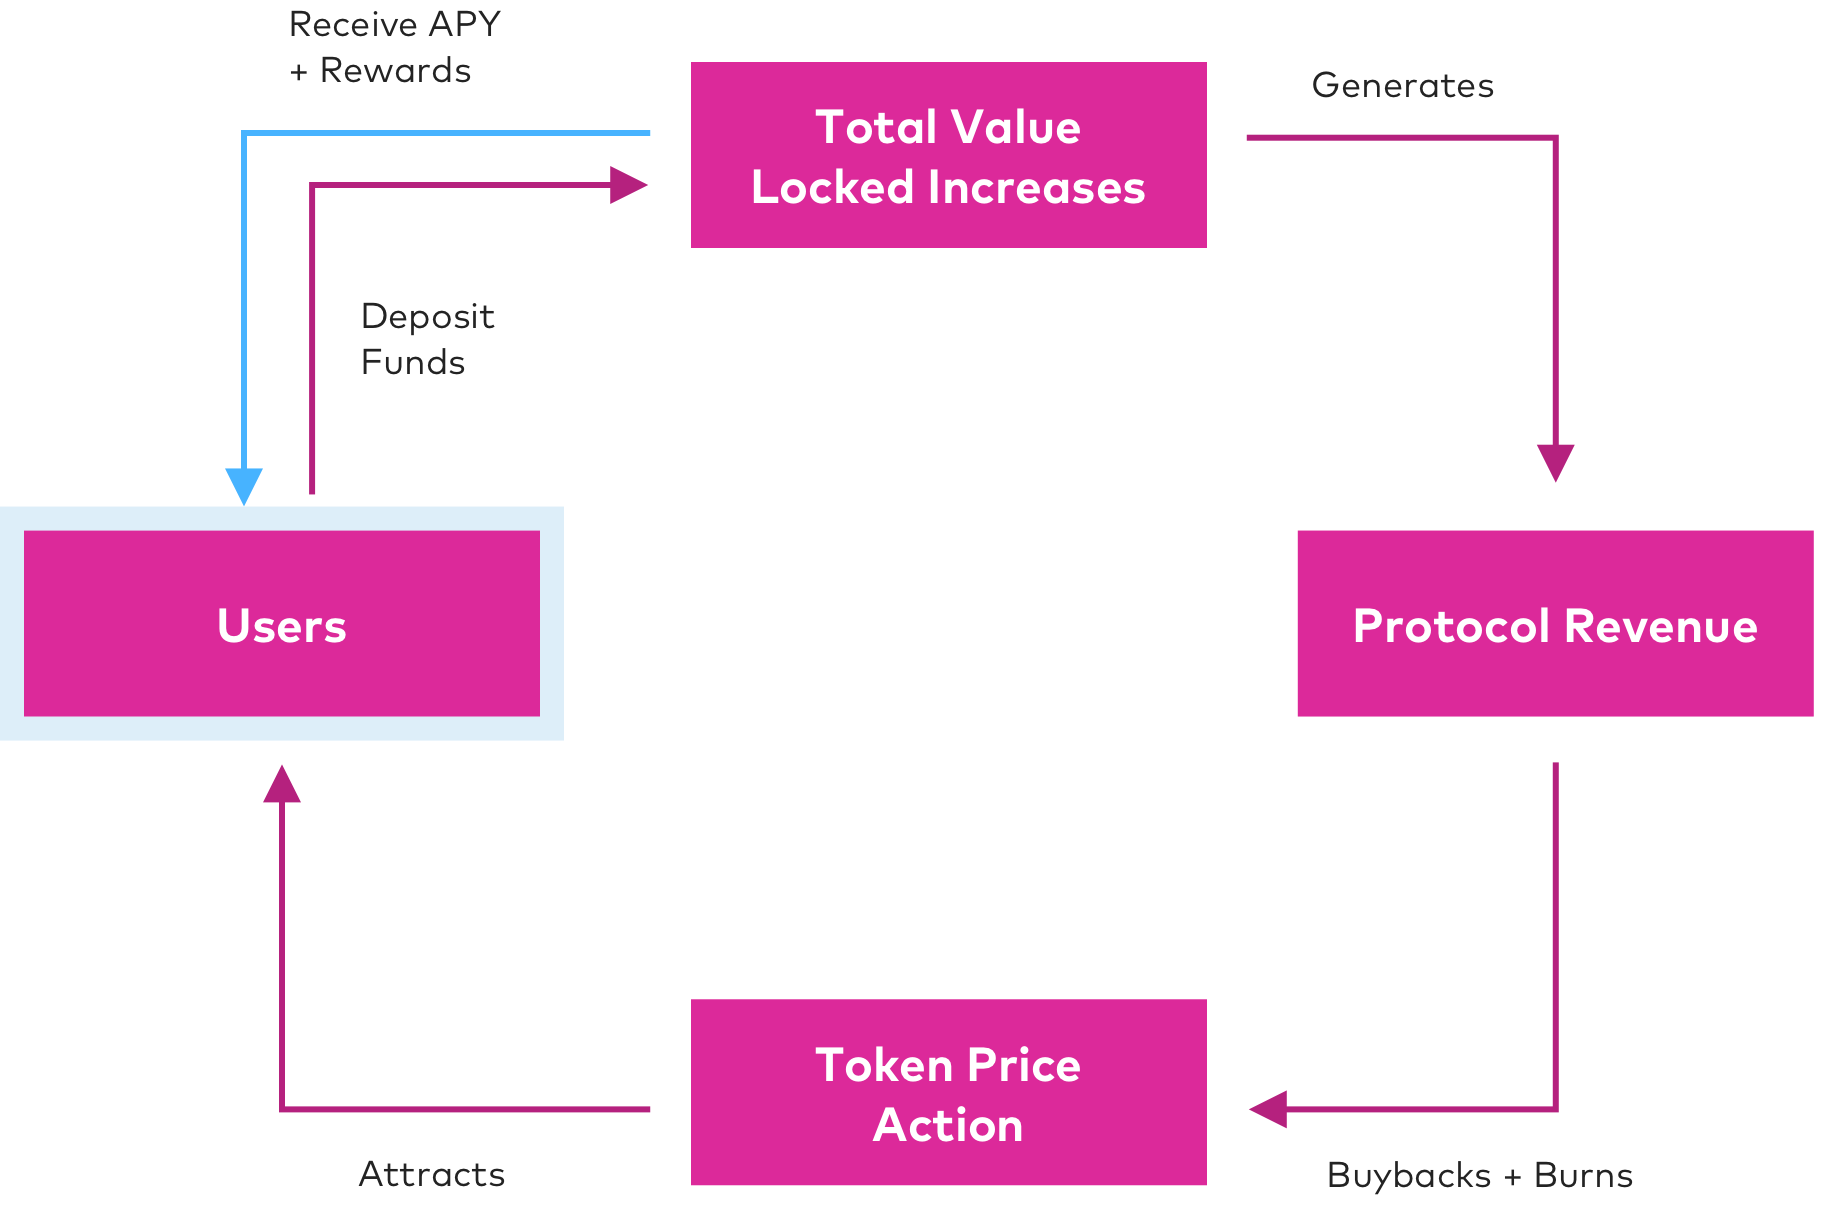 Receive APY
+ Rewards
Total Value
Locked Increases
Generates
Deposit
Funds
Users
Protocol Revenue
Token Price
Action
Attracts
Buybacks + Burns